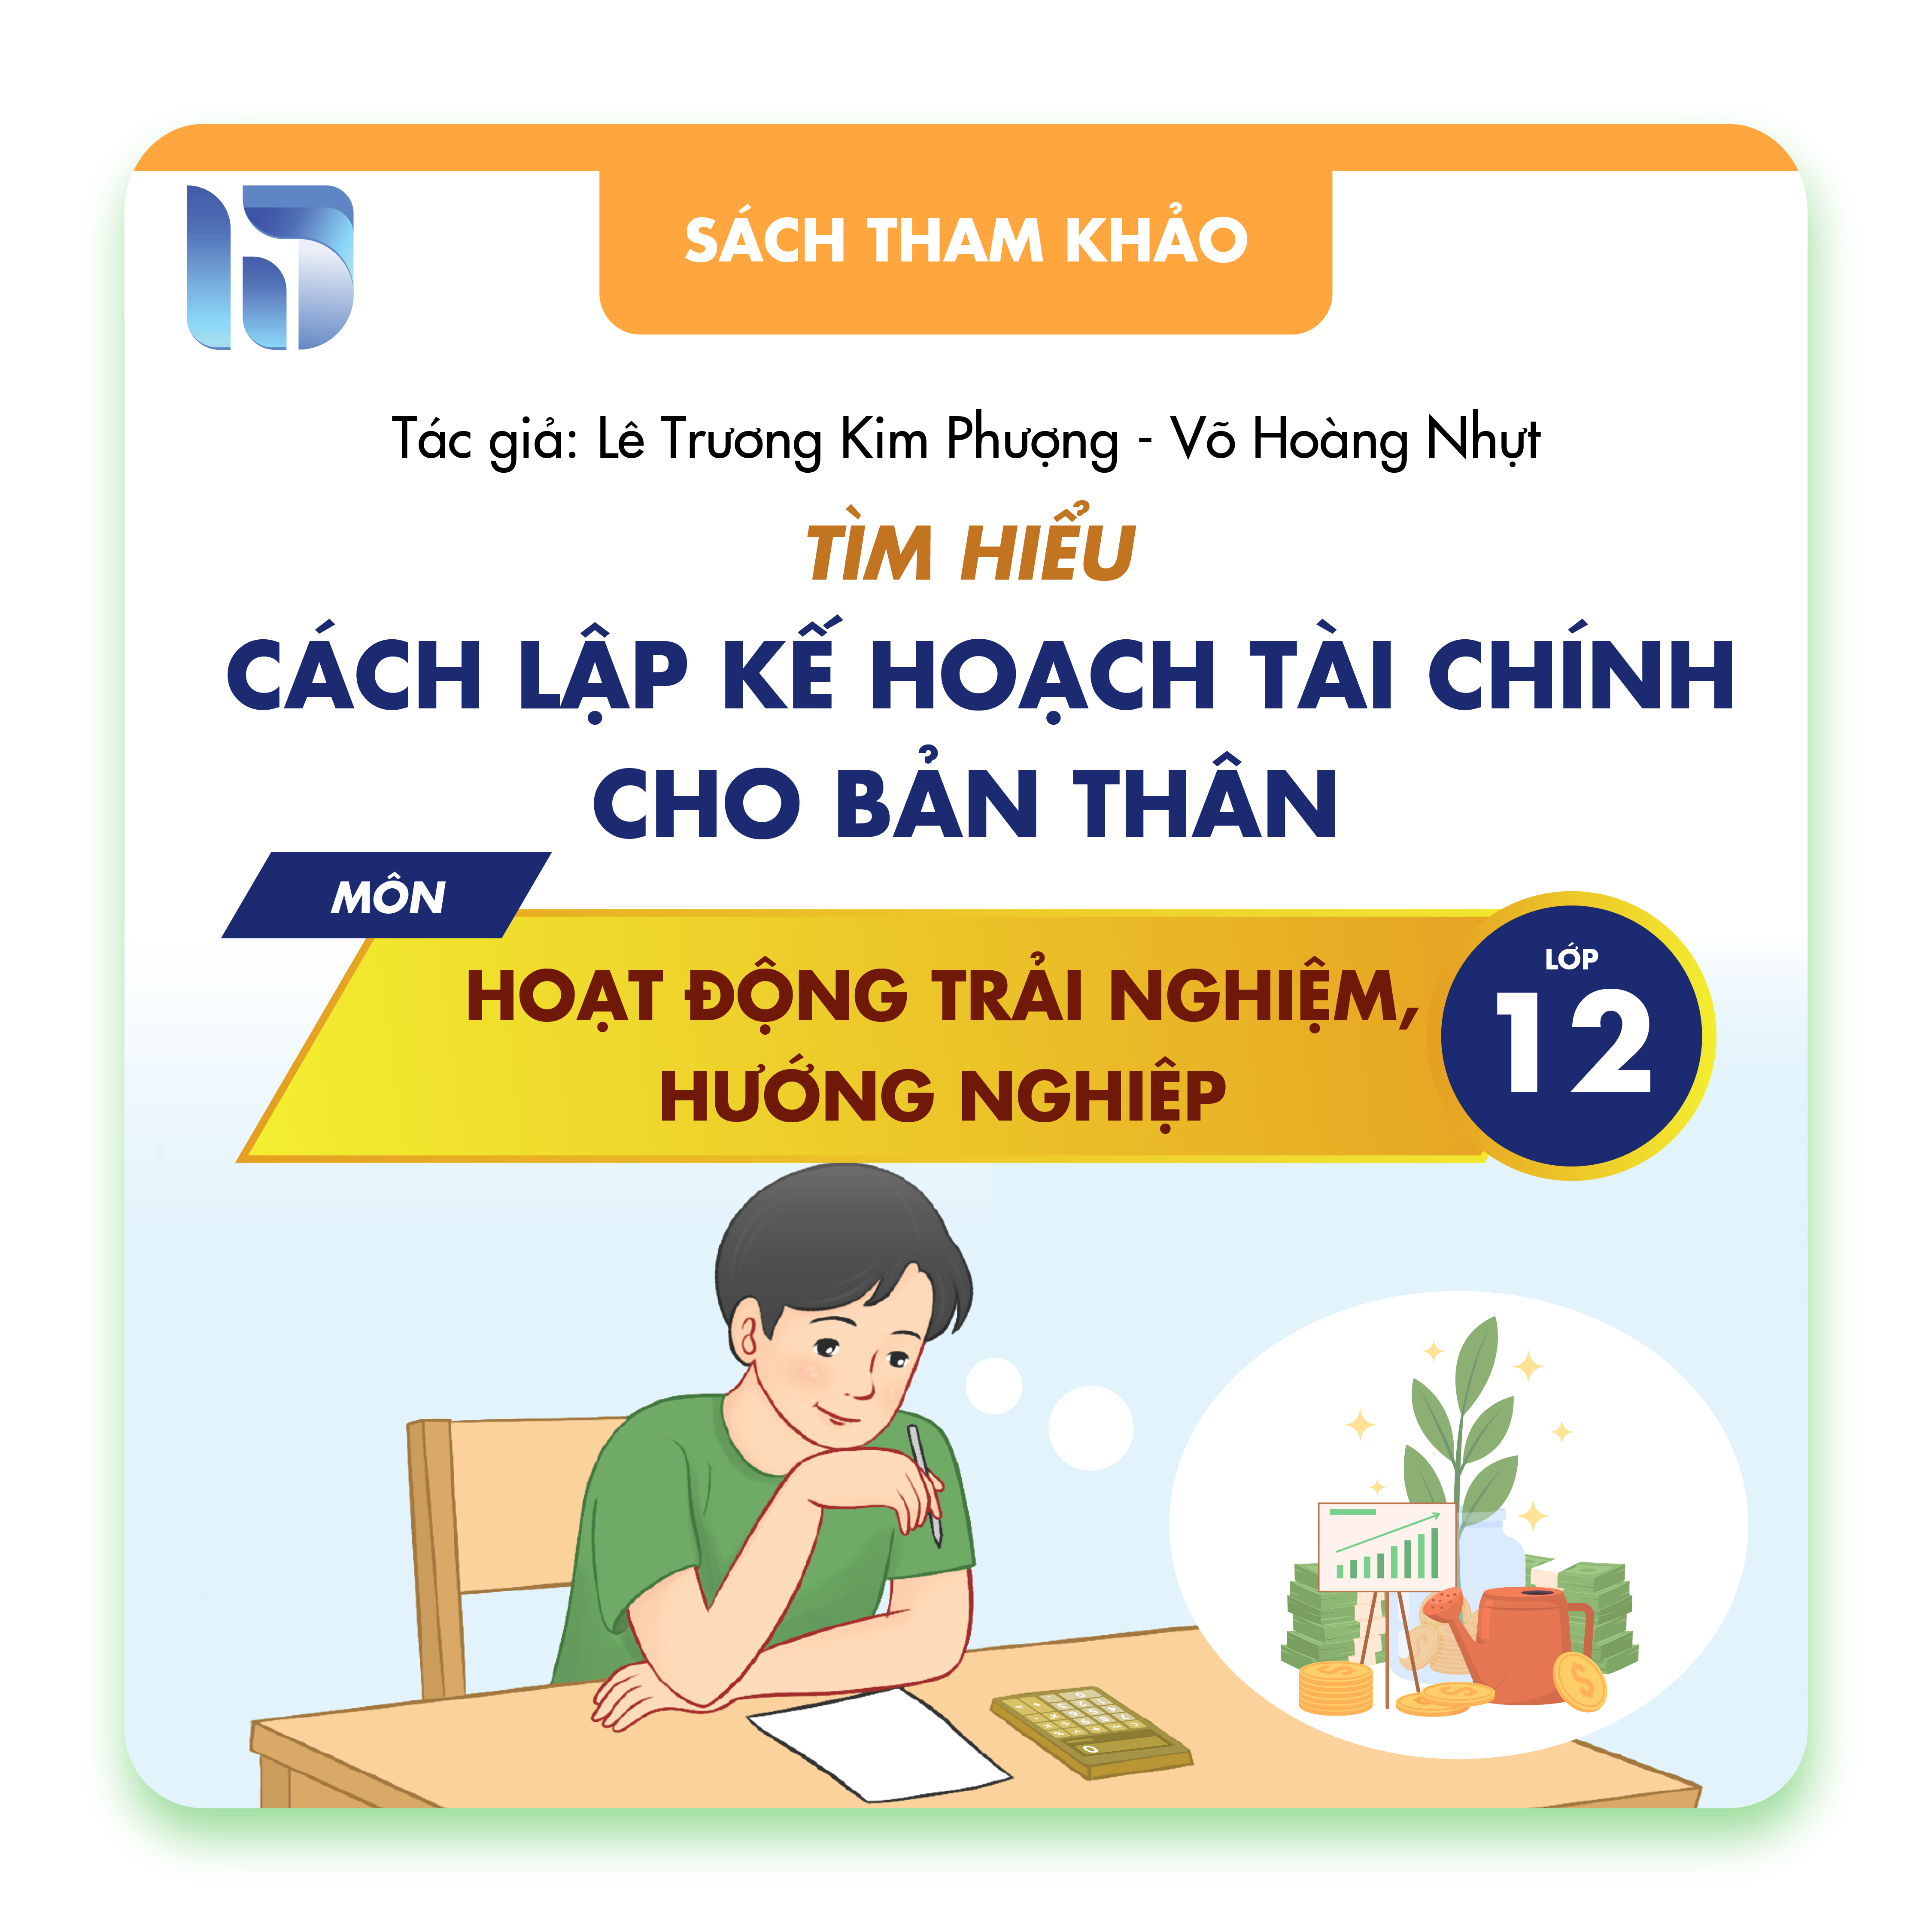 SÁCH THAM KHẢO
Tác giả: Lê Trương Kim Phượng - Võ Hoàng Nhựt
TÌM HIỂU
CÁCH LẬP KẾ HOẠCH TÀI CHÍNH
CHO BẢN THÂN
MÔN
HOẠT ĐỘNG TRẢI NGHIỆM,
HƯỚNG NGHIỆP
LỚP
12